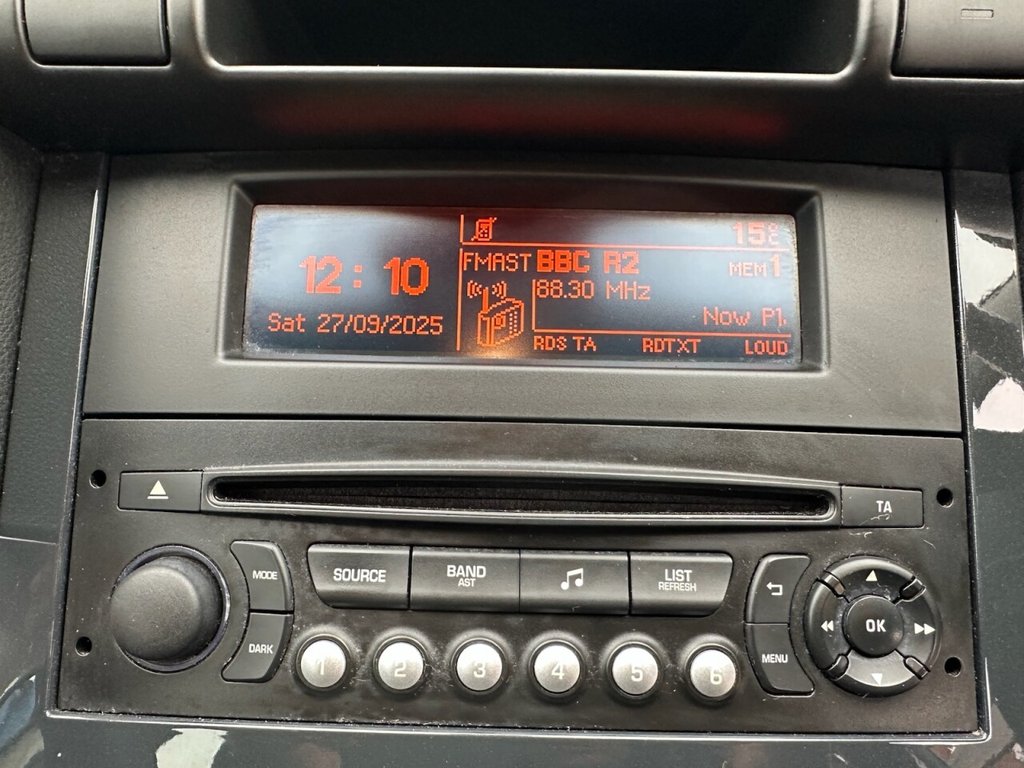 15°C
FMAST BBC R2
MEM 1
12:10
88.30 MHz
Sat 27/09/2025
Now Pl.
RDS TA RDTXT LOUD
TA
MODE
SOURCE
BAND
AST
LIST
REFRESH
DARK
OK
MENU
1 2 3 4 5 6